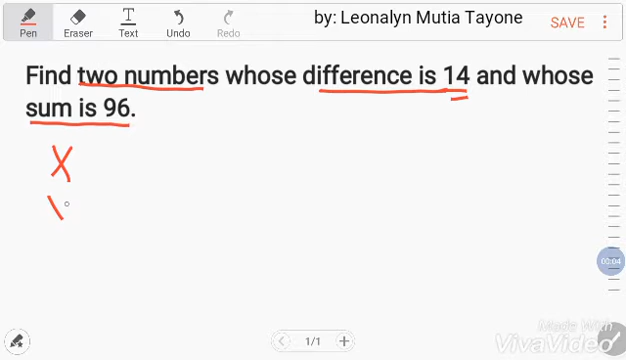 by: Leonalyn Mutia Tayone
Pen
Eraser
Text
Undo
Redo
SAVE
Find two numbers whose difference is 14 and whose
sum is 96.
X
00:04
1/1
Made With
VivaVideo